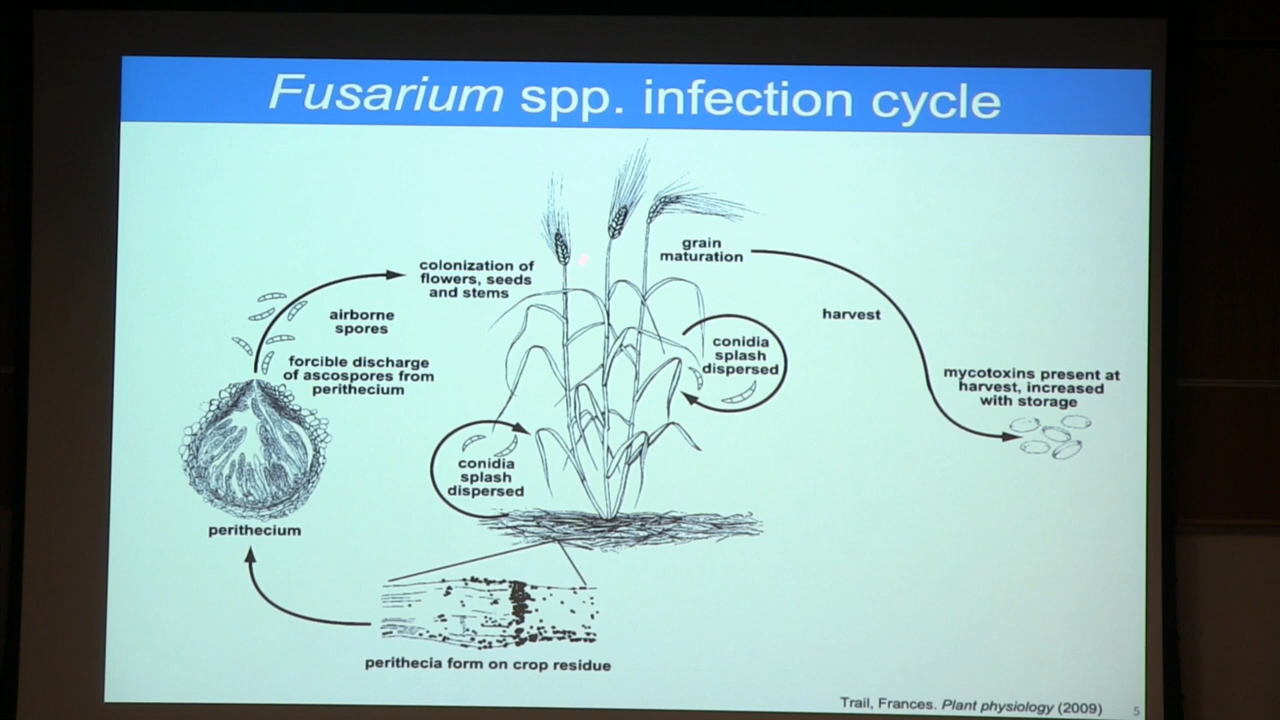 Fusarium spp. infection cycle
grain
maturation
colonization of
flowers, seeds
and stems
airborne
spores
harvest
forcible discharge
of ascospores from
perithecium
conidia
splash
dispersed
mycotoxins present at
harvest, increased
with storage
conidia
splash
dispersed
perithecium
perithecia form on crop residue
Trail, Frances. Plant physiology (2009)
5